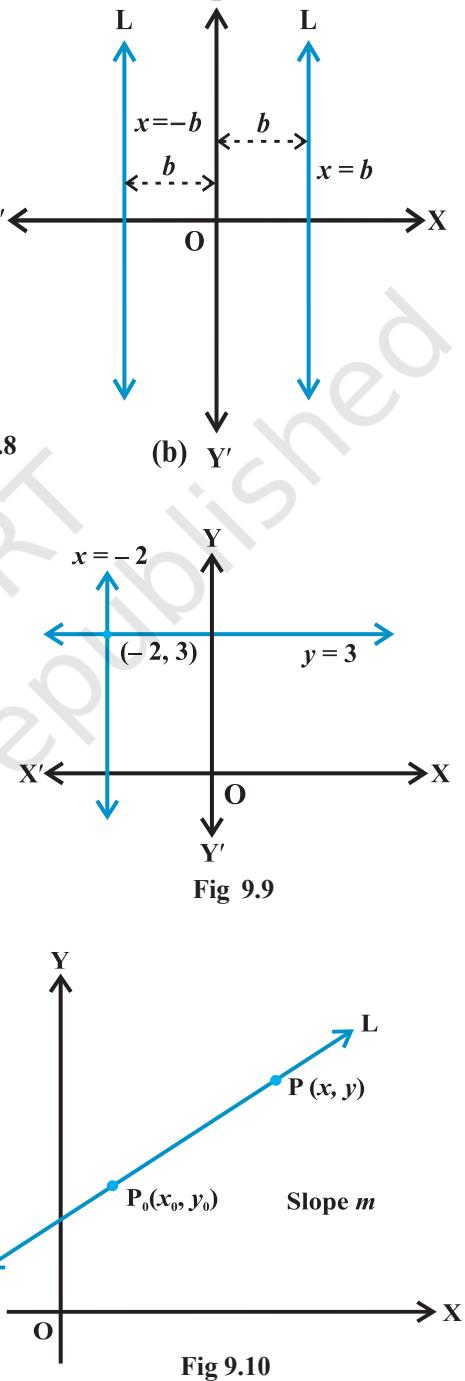 L L
x = –b b
b x = b
X
O
.8 (b) Y′
x = – 2 Y
(– 2, 3) y = 3
X′ X
O
Y′
Fig 9.9
Y
L
P (x, y)
P₀(x₀, y₀) Slope m
X
O
Fig 9.10